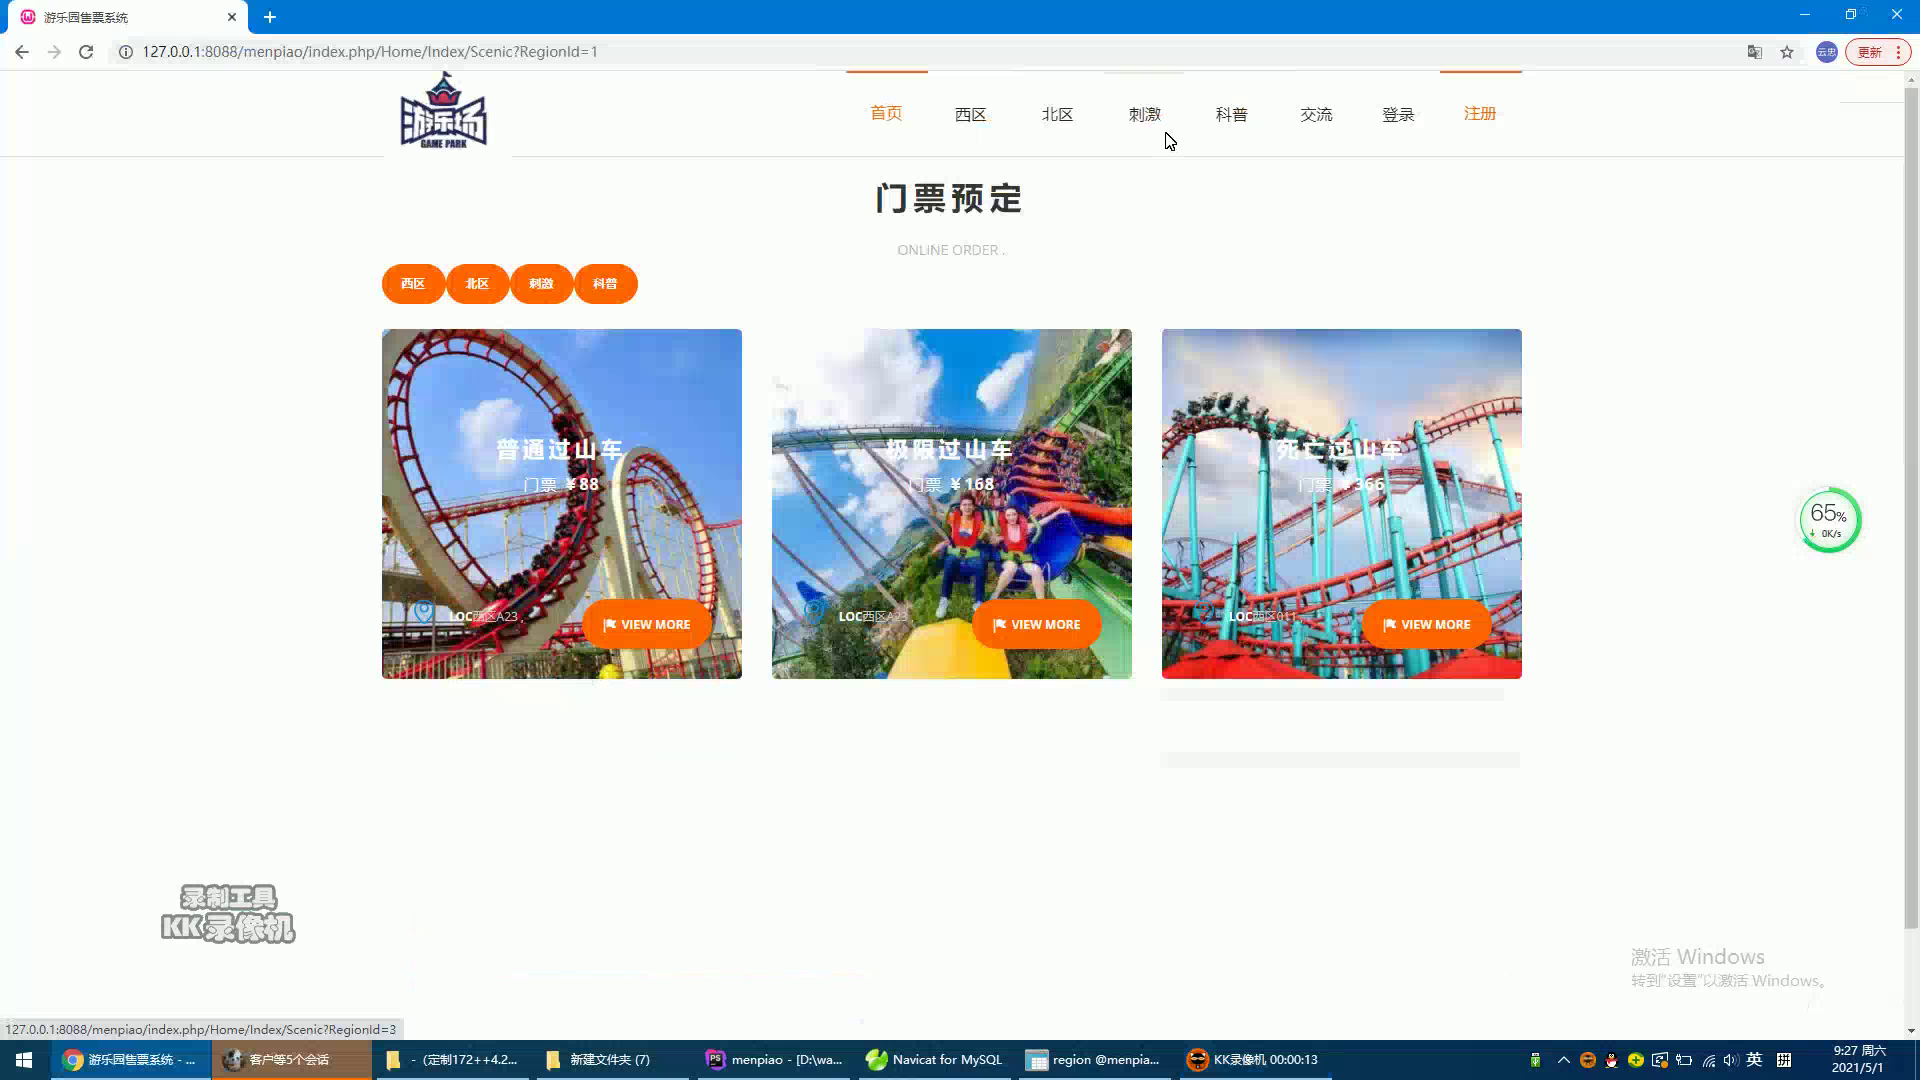 游乐园售票系统
127.0.0.1:8088/menpiao/index.php/Home/Index/Scenic?RegionId=1
云忠
更新
游乐场
GAME PARK
首页
西区
北区
刺激
科普
交流
登录
注册
门票预定
ONLINE ORDER .
西区
北区
刺激
科普
普通过山车
门票 ¥88
LOC西区A23 .
VIEW MORE
极限过山车
门票 ¥168
LOC西区A23
VIEW MORE
死亡过山车
门票 ¥366
LOC西区011
VIEW MORE
65%
0K/s
录制工具
KK录像机
激活 Windows
转到"设置"以激活 Windows。
127.0.0.1:8088/menpiao/index.php/Home/Index/Scenic?RegionId=3
游乐园售票系统 - ...
客户等5个会话
- （定制172++4.2...
新建文件夹 (7)
menpiao - [D:\wa...
Navicat for MySQL
region @menpia...
KK录像机 00:00:13
英
拼
9:27 周六
2021/5/1